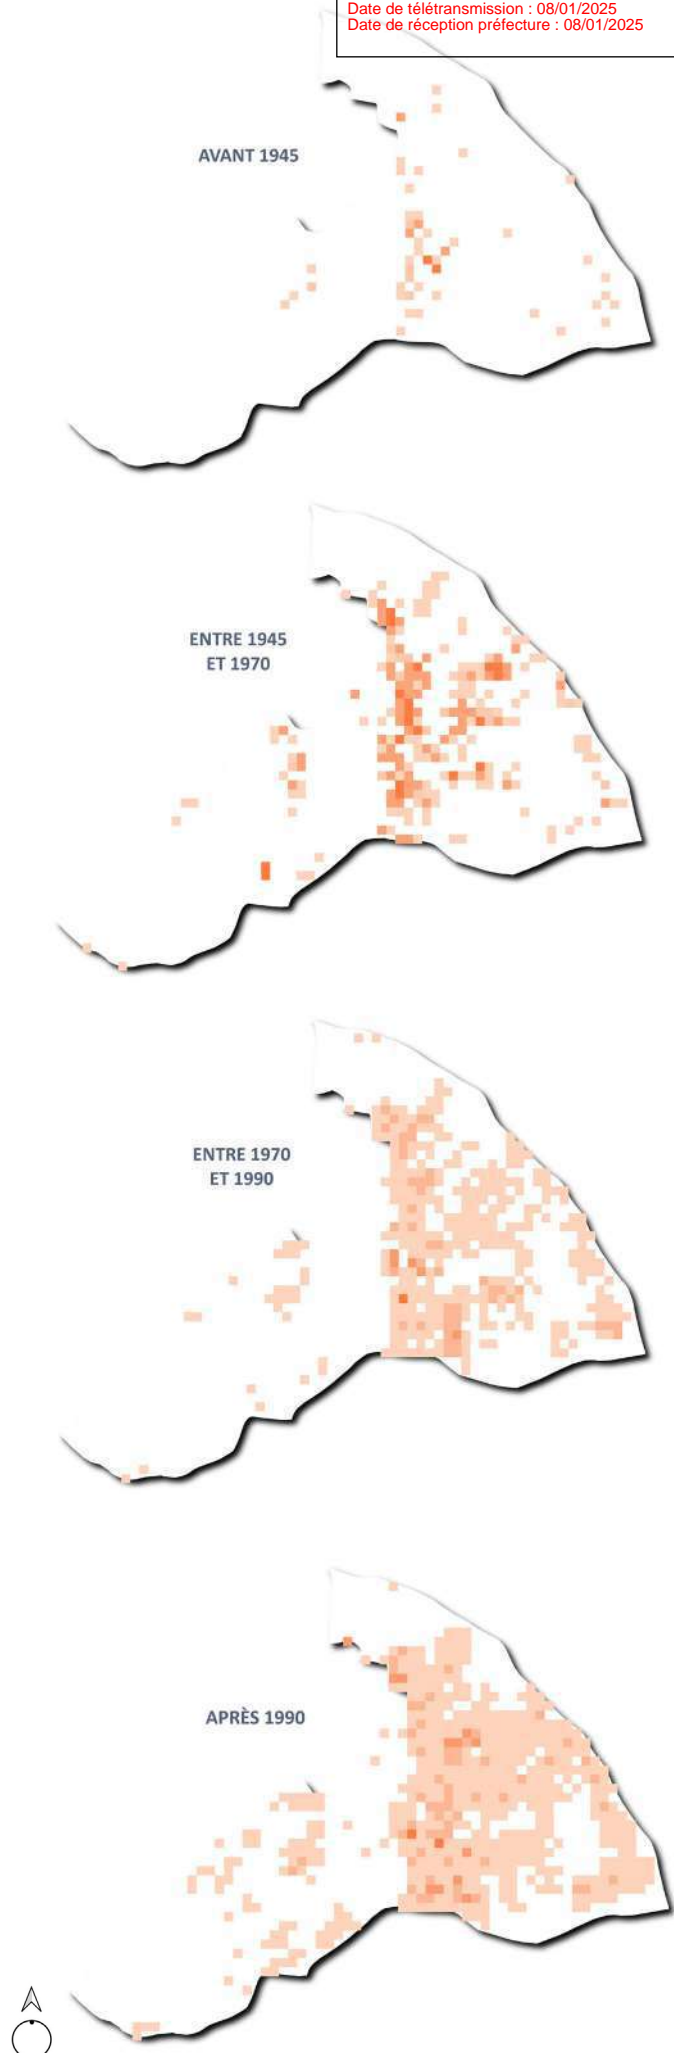 Date de télétransmission : 08/01/2025
Date de réception préfecture : 08/01/2025
AVANT 1945
ENTRE 1945
ET 1970
ENTRE 1970
ET 1990
APRÈS 1990